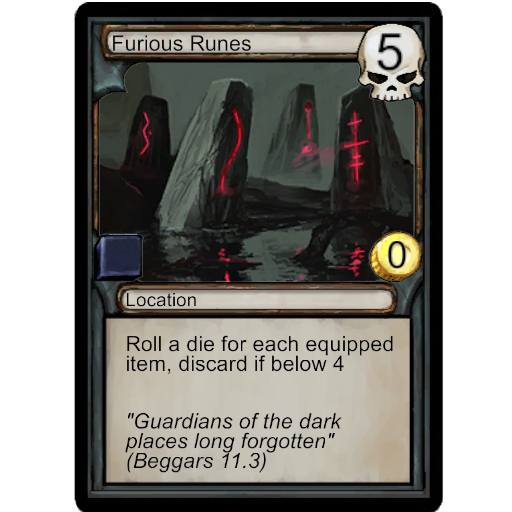 Furious Runes
5
0
Location
Roll a die for each equipped
item, discard if below 4
"Guardians of the dark
places long forgotten"
(Beggars 11.3)